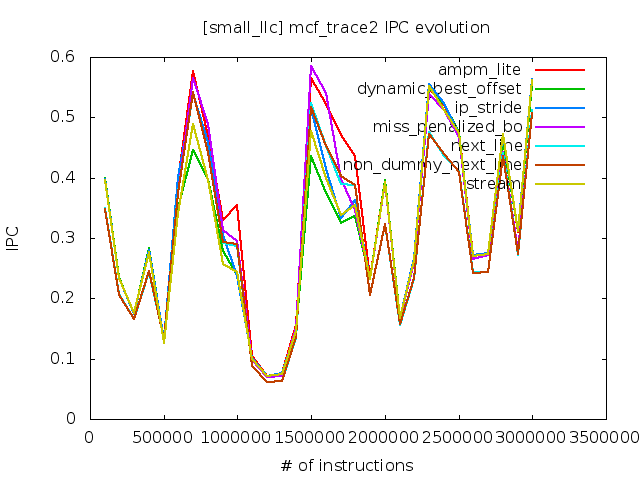 [small_llc] mcf_trace2 IPC evolution
0.6
0.5
0.4
0.3
0.2
0.1
0
IPC
ampm_lite
dynamic_best_offset
ip_stride
miss_penalized_bo
next_line
non_dummy_next_line
stream
0 500000 1000000 1500000 2000000 2500000 3000000 3500000
# of instructions